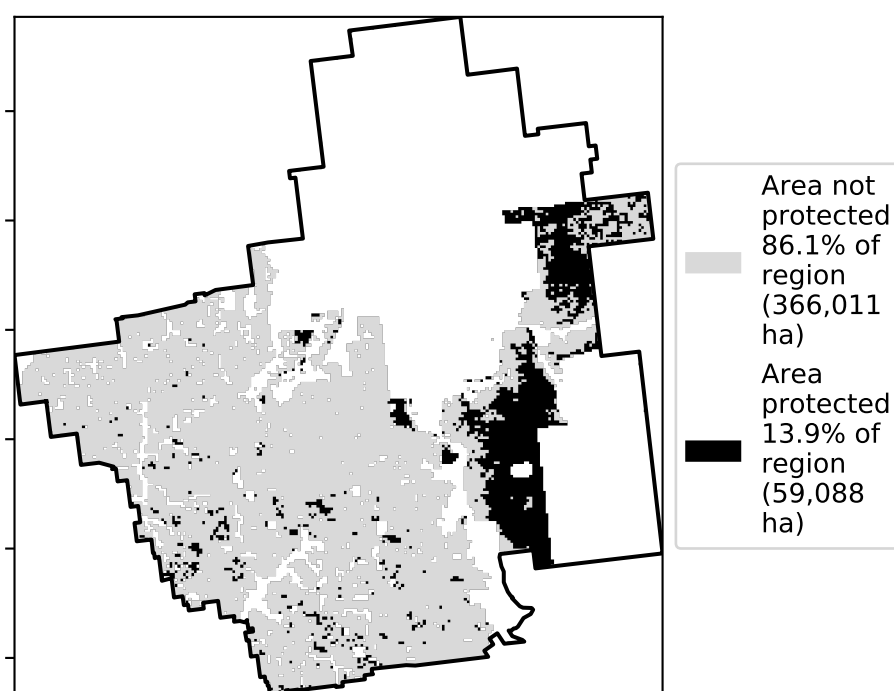 Area not
protected
86.1% of
region
(366,011
ha)
Area
protected
13.9% of
region
(59,088
ha)